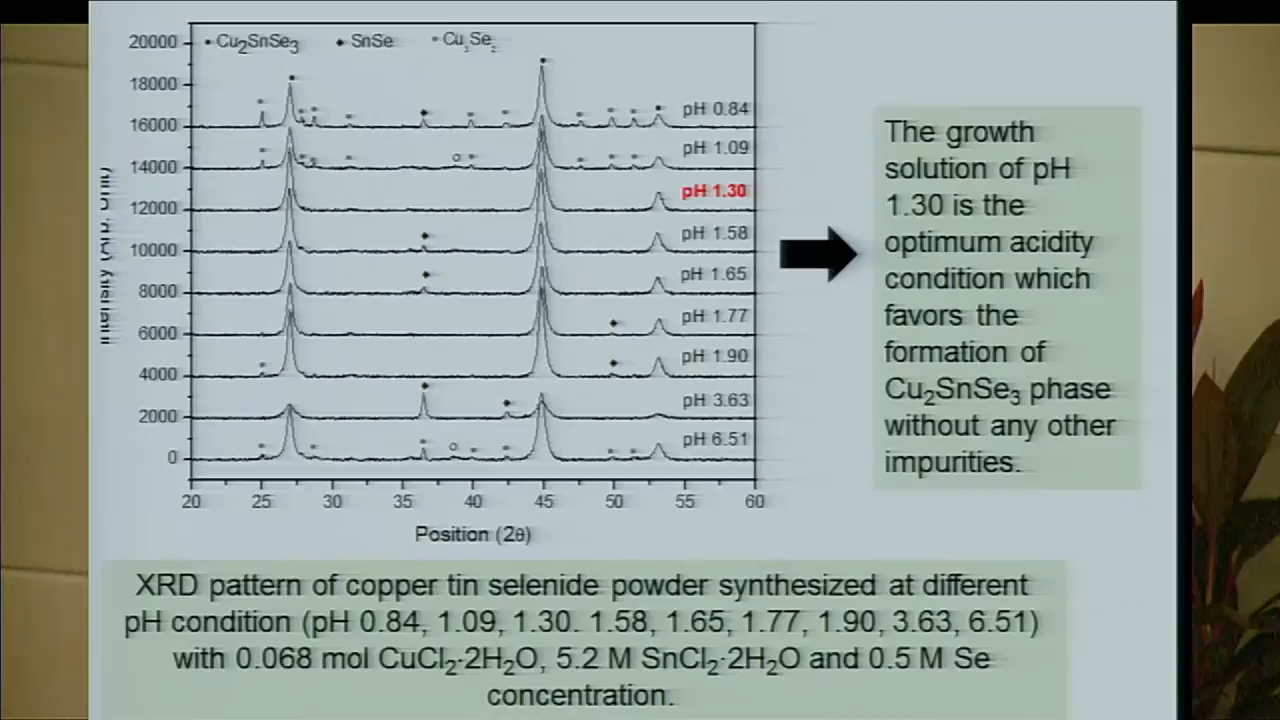 20000 • Cu₂SnSe₃ ◆ SnSe Cu₃Se₂
18000
16000 pH 0.84
14000 pH 1.09
12000 pH 1.30
10000 pH 1.58
8000 pH 1.65
6000 pH 1.77
4000 pH 1.90
2000 pH 3.63
0 pH 6.51
20 25 30 35 40 45 50 55 60
Position (2θ)
The growth
solution of pH
1.30 is the
optimum acidity
condition which
favors the
formation of
Cu₂SnSe₃ phase
without any other
impurities.
XRD pattern of copper tin selenide powder synthesized at different
pH condition (pH 0.84, 1.09, 1.30. 1.58, 1.65, 1.77, 1.90, 3.63, 6.51)
with 0.068 mol CuCl₂·2H₂O, 5.2 M SnCl₂·2H₂O and 0.5 M Se
concentration.